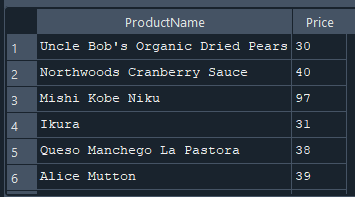 ProductName Price
1 Uncle Bob's Organic Dried Pears 30
2 Northwoods Cranberry Sauce 40
3 Mishi Kobe Niku 97
4 Ikura 31
5 Queso Manchego La Pastora 38
6 Alice Mutton 39